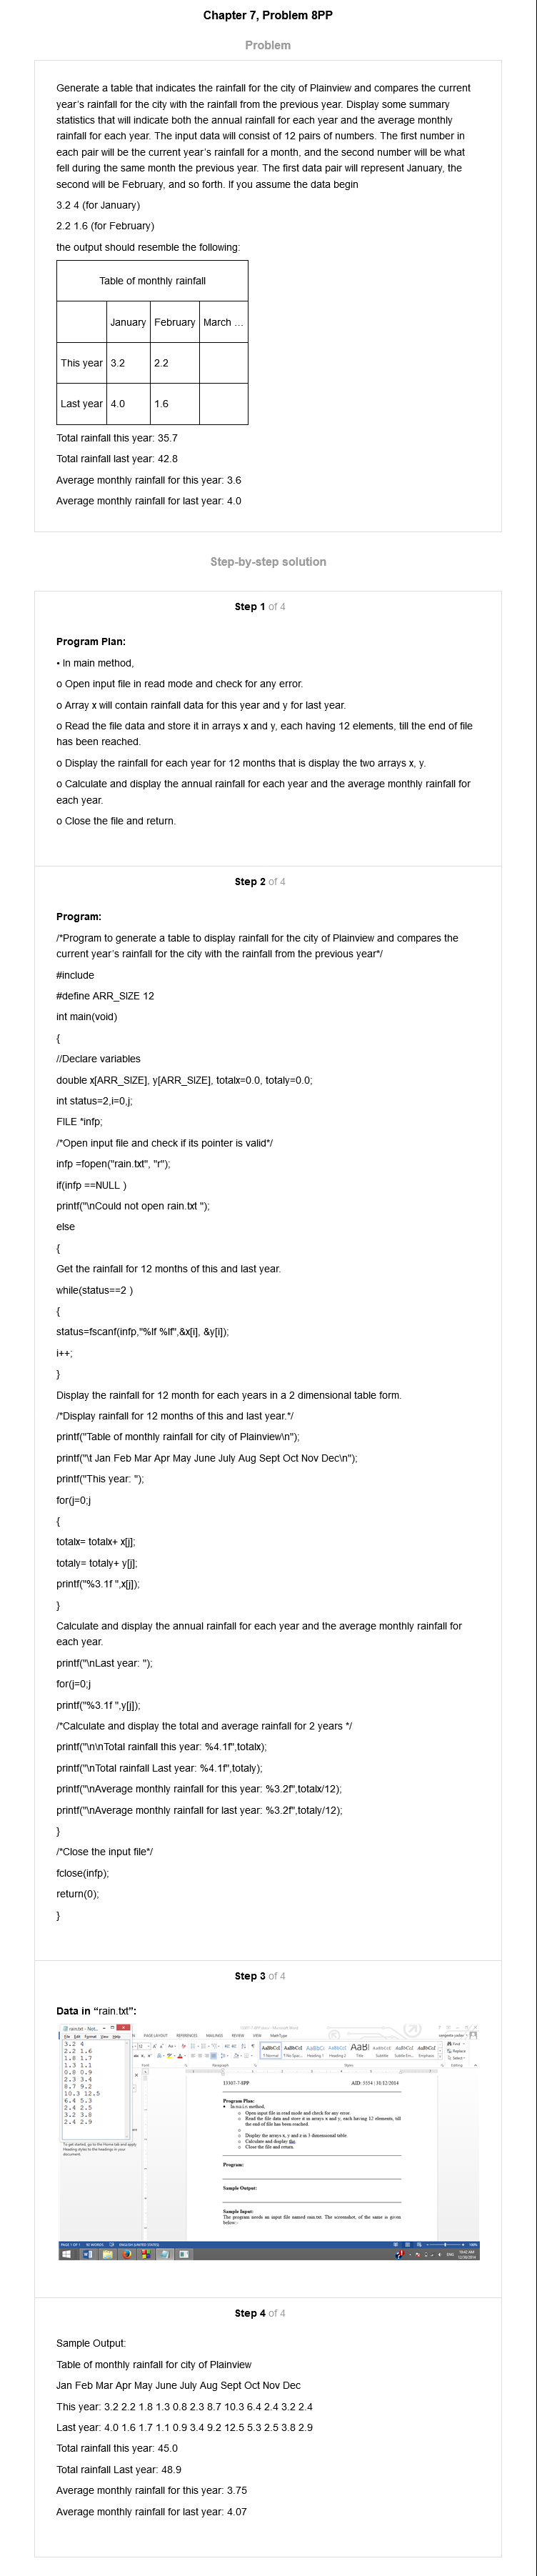 Chapter 7, Problem 8PP
Problem
Generate a table that indicates the rainfall for the city of Plainview and compares the current
year's rainfall for the city with the rainfall from the previous year. Display some summary
statistics that will indicate both the annual rainfall for each year and the average monthly
rainfall for each year. The input data will consist of 12 pairs of numbers. The first number in
each pair will be the current year's rainfall for a month, and the second number will be what
fell during the same month the previous year. The first data pair will represent January, the
second will be February, and so forth. If you assume the data begin
3.2 4 (for January)
2.2 1.6 (for February)
the output should resemble the following:
Table of monthly rainfall
January February March ...
This year 3.2 2.2
Last year 4.0 1.6
Total rainfall this year: 35.7
Total rainfall last year: 42.8
Average monthly rainfall for this year: 3.6
Average monthly rainfall for last year: 4.0
Step-by-step solution
Step 1 of 4
Program Plan:
• In main method,
o Open input file in read mode and check for any error.
o Array x will contain rainfall data for this year and y for last year.
o Read the file data and store it in arrays x and y, each having 12 elements, till the end of file
has been reached.
o Display the rainfall for each year for 12 months that is display the two arrays x, y.
o Calculate and display the annual rainfall for each year and the average monthly rainfall for
each year.
o Close the file and return.
Step 2 of 4
Program:
/*Program to generate a table to display rainfall for the city of Plainview and compares the
current year's rainfall for the city with the rainfall from the previous year*/
#include
#define ARR_SIZE 12
int main(void)
{
//Declare variables
double x[ARR_SIZE], y[ARR_SIZE], totalx=0.0, totaly=0.0;
int status=2,i=0,j;
FILE *infp;
/*Open input file and check if its pointer is valid*/
infp =fopen("rain.txt", "r");
if(infp ==NULL )
printf("\nCould not open rain.txt ");
else
{
Get the rainfall for 12 months of this and last year.
while(status==2 )
{
status=fscanf(infp,"%lf %lf",&x[i], &y[i]);
i++;
}
Display the rainfall for 12 month for each years in a 2 dimensional table form.
/*Display rainfall for 12 months of this and last year.*/
printf("Table of monthly rainfall for city of Plainview\n");
printf("\t Jan Feb Mar Apr May June July Aug Sept Oct Nov Dec\n");
printf("This year: ");
for(j=0;j
{
totalx= totalx+ x[j];
totaly= totaly+ y[j];
printf("%3.1f ",x[j]);
}
Calculate and display the annual rainfall for each year and the average monthly rainfall for
each year.
printf("\nLast year: ");
for(j=0;j
printf("%3.1f ",y[j]);
/*Calculate and display the total and average rainfall for 2 years */
printf("\n\nTotal rainfall this year: %4.1f",totalx);
printf("\nTotal rainfall Last year: %4.1f",totaly);
printf("\nAverage monthly rainfall for this year: %3.2f",totalx/12);
printf("\nAverage monthly rainfall for last year: %3.2f",totaly/12);
}
/*Close the input file*/
fclose(infp);
return(0);
}
Step 3 of 4
Data in "rain.txt":
rain.txt - Not...
File Edit Format View Help
3.2 4
2.2 1.6
1.8 1.7
1.3 1.1
0.8 0.9
2.3 3.4
8.7 9.2
10.3 12.5
6.4 5.3
2.4 2.5
3.2 3.8
2.4 2.9
PAGE LAYOUT REFERENCES MAILINGS REVIEW VIEW MathType
13307-7-8PP AID: 5554 | 30/12/2014
Program Plan:
• In main method,
o Open input file in read mode and check for any error.
o Read the file data and store it in arrays x and y, each having 12 elements, till
the end of file has been reached.
o Display the arrays x, y and z in 3 dimensional table.
o Calculate and display the
o Close the file and return.
Program:
Sample Output:
Sample Input:
The program needs an input file named rain.txt. The screenshot, of the same is given
below:-
To get started, go to the Home tab and apply
Heading styles to the headings in your
document.
Step 4 of 4
Sample Output:
Table of monthly rainfall for city of Plainview
Jan Feb Mar Apr May June July Aug Sept Oct Nov Dec
This year: 3.2 2.2 1.8 1.3 0.8 2.3 8.7 10.3 6.4 2.4 3.2 2.4
Last year: 4.0 1.6 1.7 1.1 0.9 3.4 9.2 12.5 5.3 2.5 3.8 2.9
Total rainfall this year: 45.0
Total rainfall Last year: 48.9
Average monthly rainfall for this year: 3.75
Average monthly rainfall for last year: 4.07